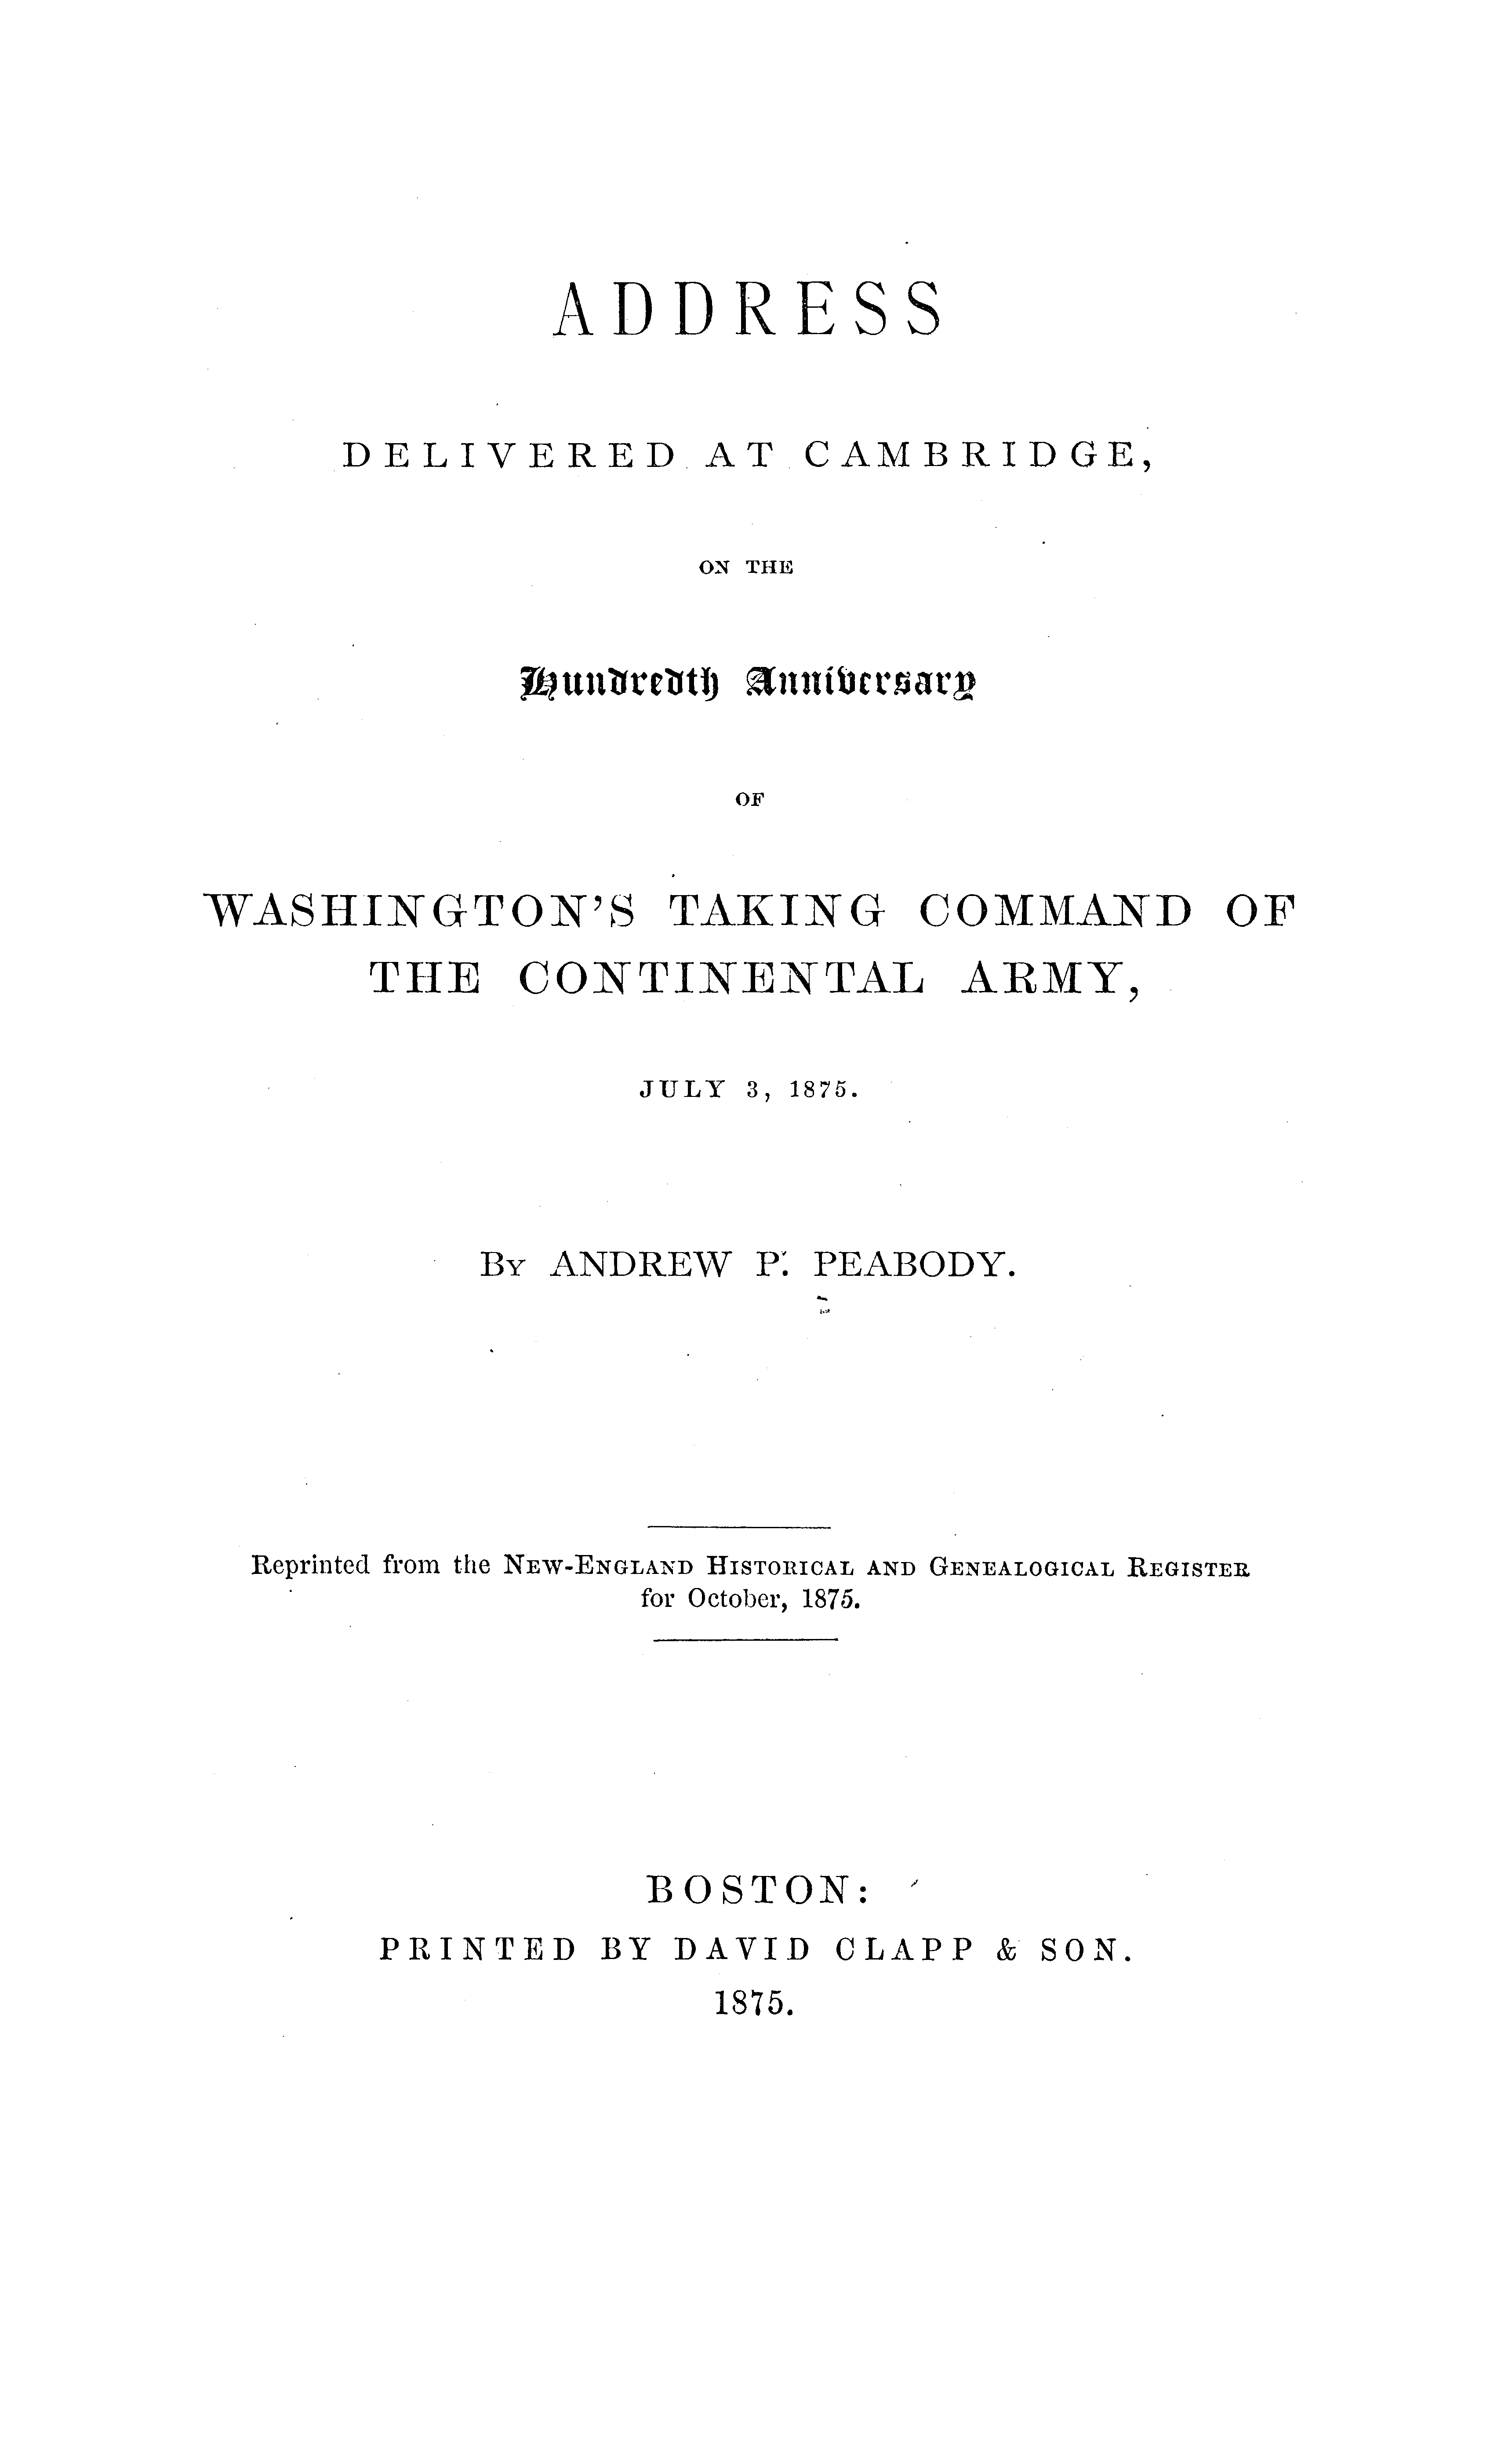 ADDRESS
DELIVERED AT CAMBRIDGE,
ON THE
Hundredth Anniversary
OF
WASHINGTON'S TAKING COMMAND OF
THE CONTINENTAL ARMY,
JULY 3, 1875.
By ANDREW P. PEABODY.
Reprinted from the New-England Historical and Genealogical Register
for October, 1875.
BOSTON:
PRINTED BY DAVID CLAPP & SON.
1875.